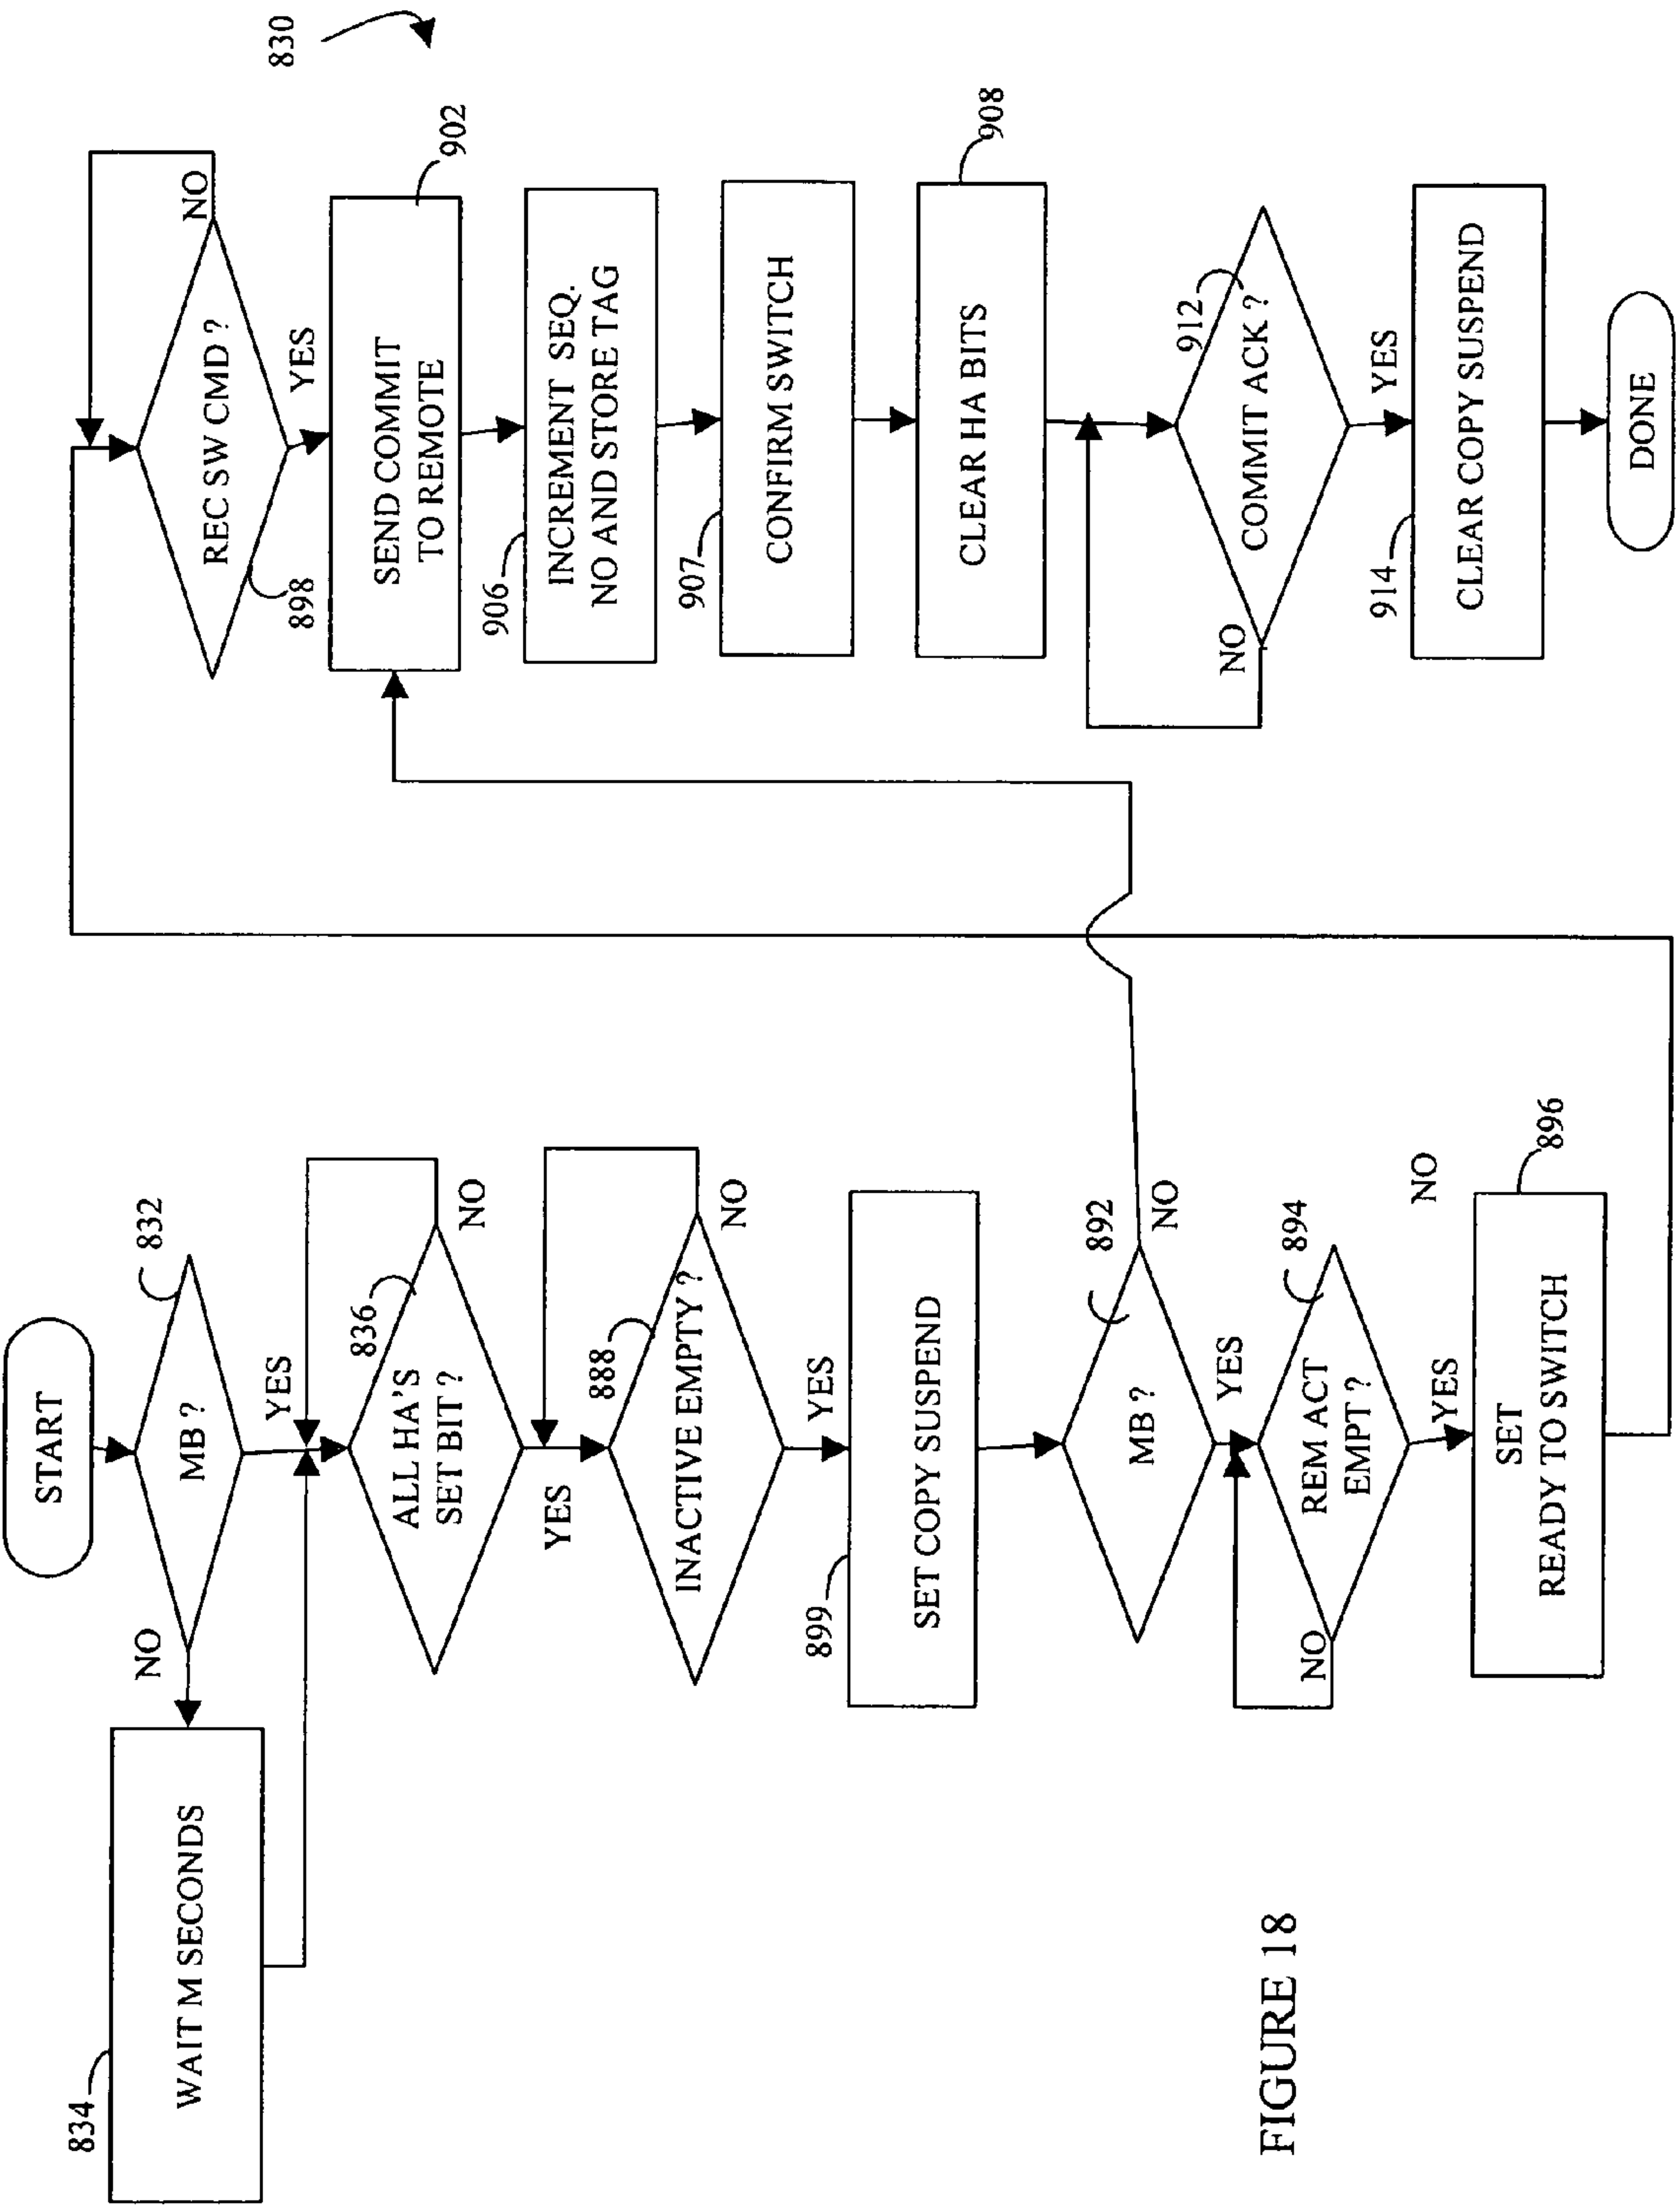 START
832
MB ?
NO
YES
834
WAIT M SECONDS
836
ALL HA'S
SET BIT ?
NO
YES
888
INACTIVE EMPTY ?
NO
YES
899
SET COPY SUSPEND
892
MB ?
NO
YES
894
REM ACT
EMPT ?
NO
NO
YES
896
SET
READY TO SWITCH
830
REC SW CMD ?
NO
898
YES
902
SEND COMMIT
TO REMOTE
906
INCREMENT SEQ.
NO AND STORE TAG
907
CONFIRM SWITCH
908
CLEAR HA BITS
912
COMMIT ACK ?
NO
YES
914
CLEAR COPY SUSPEND
DONE
FIGURE 18